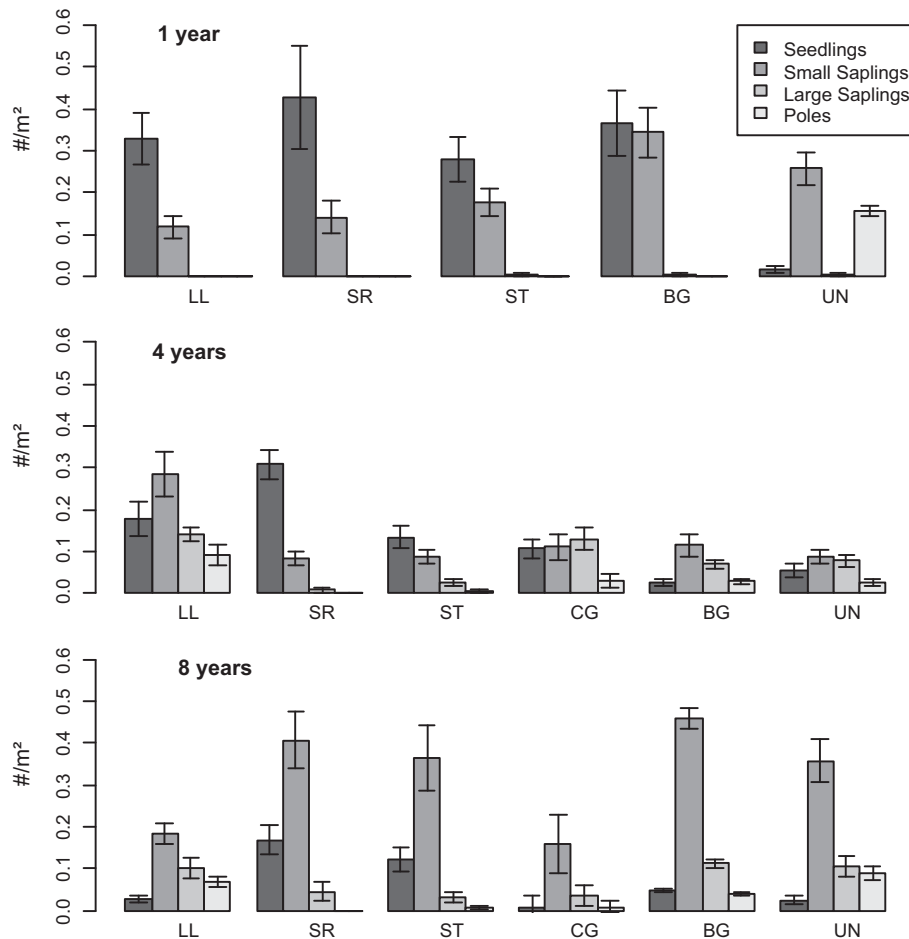 1 year
Seedlings
Small Saplings
Large Saplings
Poles
#/m²
0.0 0.1 0.2 0.3 0.4 0.5 0.6
LL SR ST BG UN
4 years
#/m²
0.0 0.1 0.2 0.3 0.4 0.5 0.6
LL SR ST CG BG UN
8 years
#/m²
0.0 0.1 0.2 0.3 0.4 0.5 0.6
LL SR ST CG BG UN